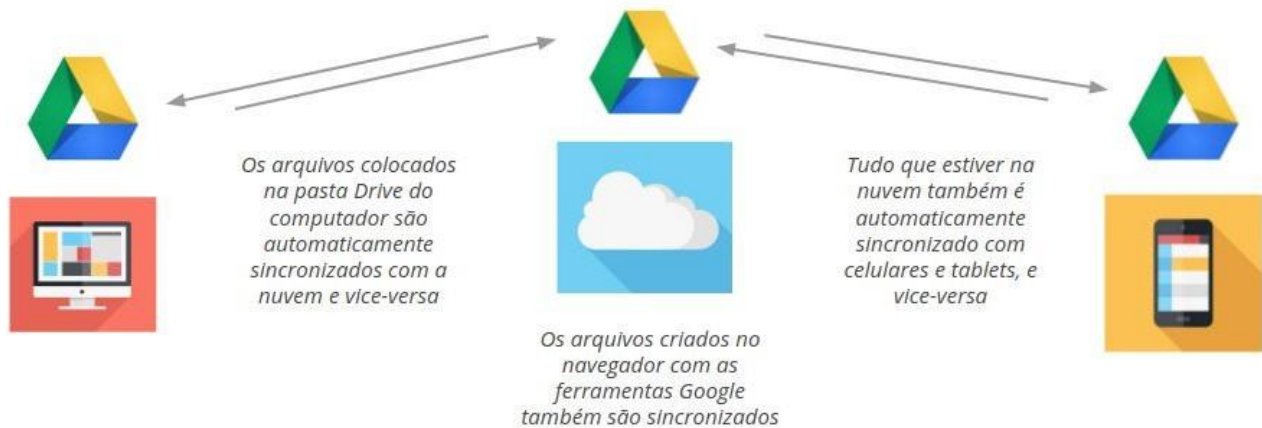 Os arquivos colocados
na pasta Drive do
computador são
automaticamente
sincronizados com a
nuvem e vice-versa
Os arquivos criados no
navegador com as
ferramentas Google
também são sincronizados
Tudo que estiver na
nuvem também é
automaticamente
sincronizado com
celulares e tablets, e
vice-versa